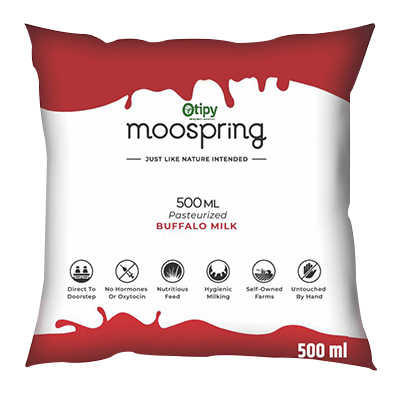 Otipy
moospring
JUST LIKE NATURE INTENDED
500 ML
Pasteurized
BUFFALO MILK
Direct To Doorstep
No Hormones Or Oxytocin
Nutritious Feed
Hygienic Milking
Self-Owned Farms
Untouched By Hand
500 ml